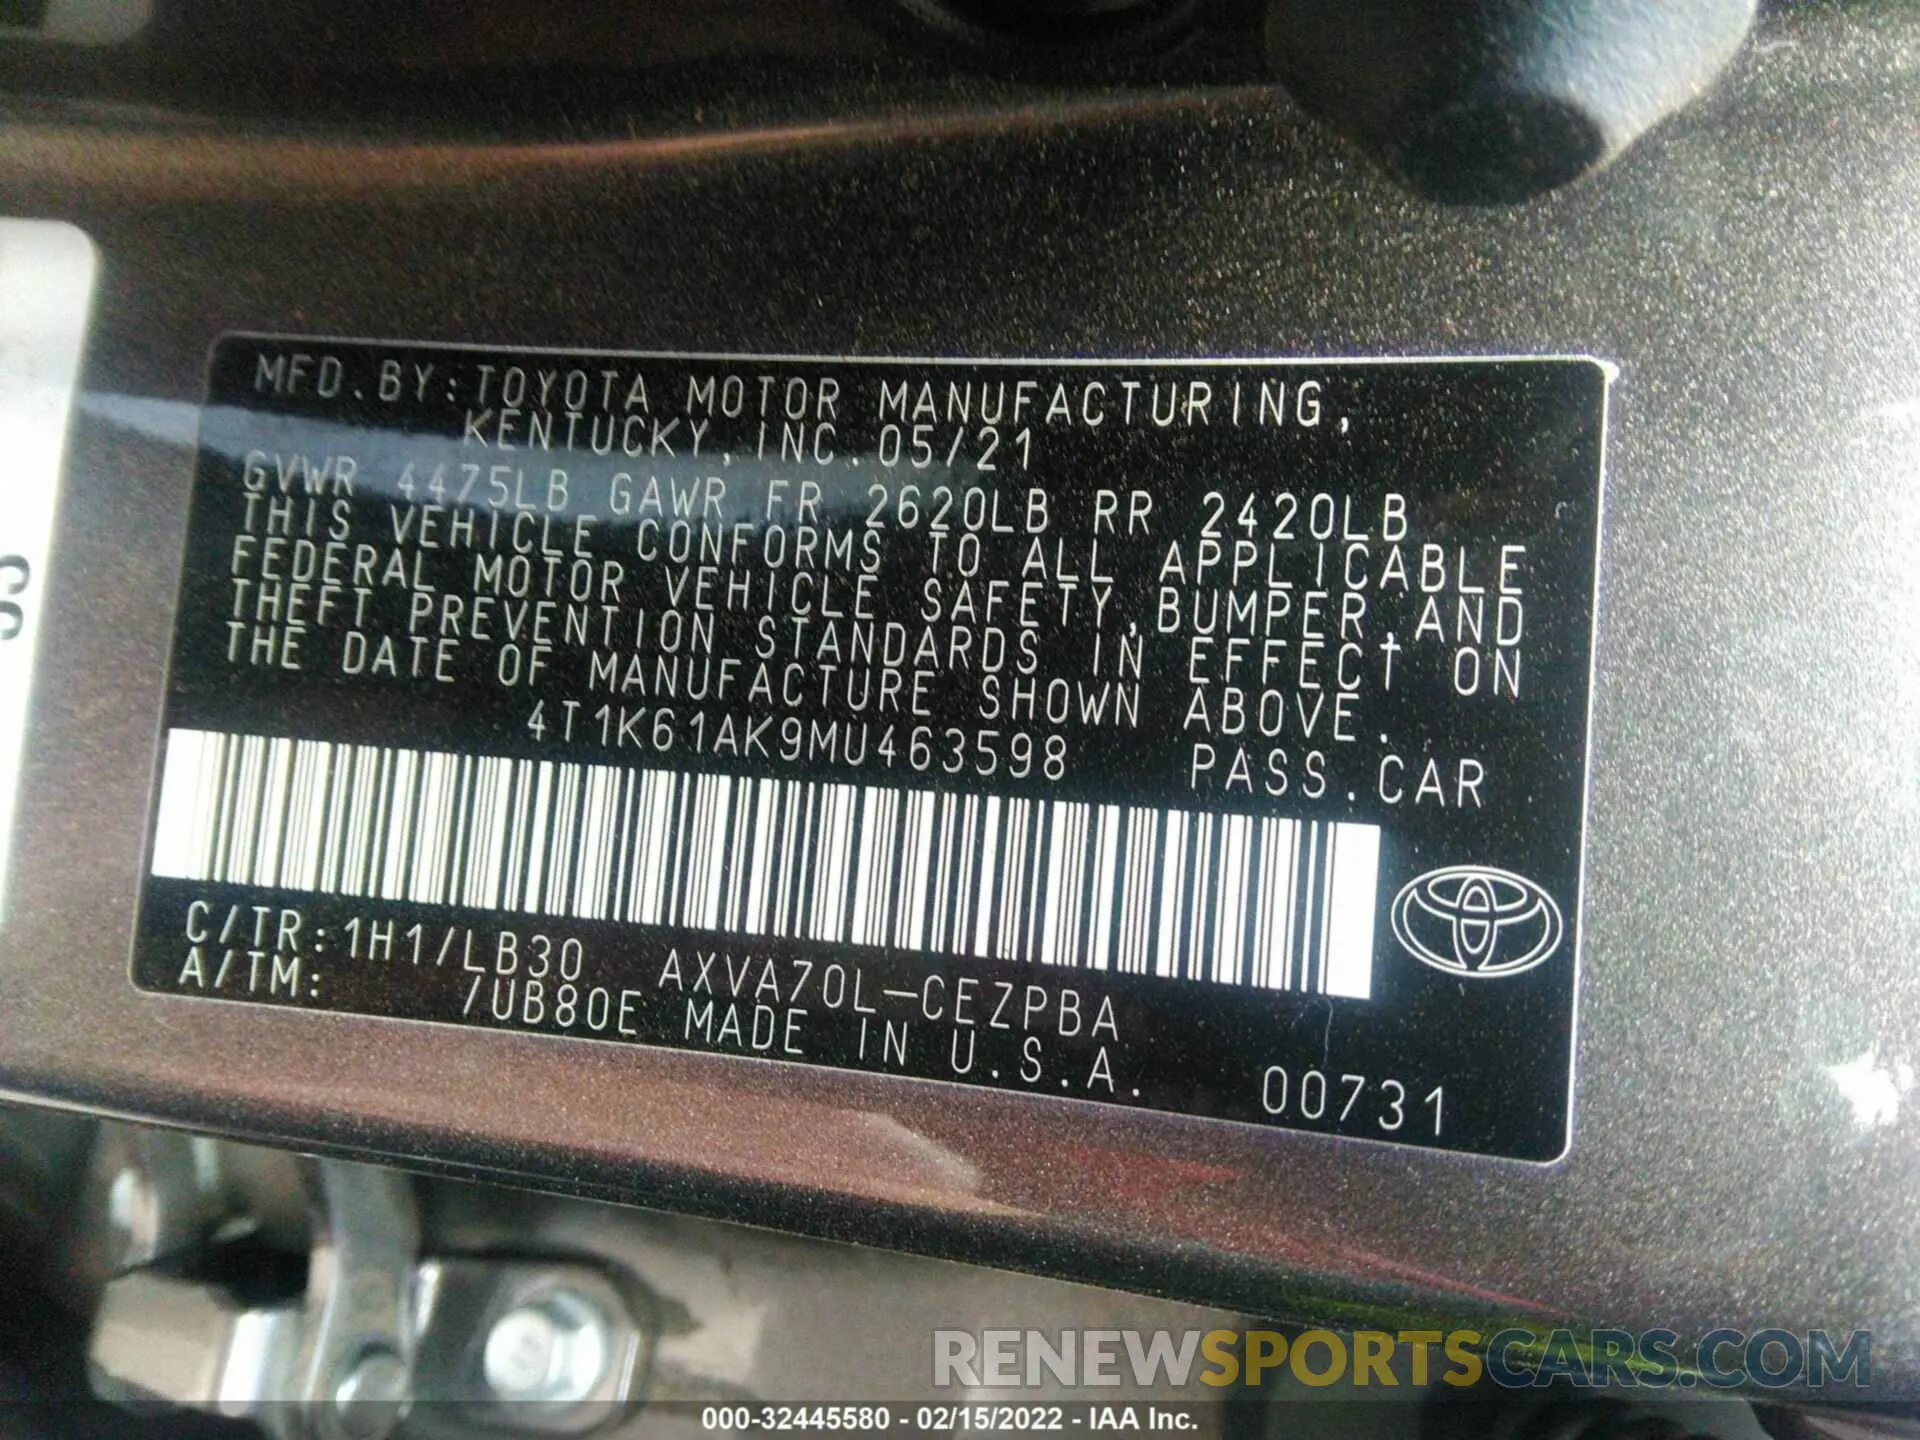 MFD.BY:TOYOTA MOTOR MANUFACTURING,
KENTUCKY,INC.05/21
GVWR 4475LB GAWR FR 2620LB RR 2420LB
THIS VEHICLE CONFORMS TO ALL APPLICABLE
FEDERAL MOTOR VEHICLE SAFETY,BUMPER,AND
THEFT PREVENTION STANDARDS IN EFFECT ON
THE DATE OF MANUFACTURE SHOWN ABOVE.
4T1K61AK9MU463598 PASS.CAR
C/TR:1H1/LB30 AXVA70L-CEZPBA
A/TM: /UB80E MADE IN U.S.A.
00731
RENEWSPORTSCARS.COM
000-32445580 - 02/15/2022 - IAA Inc.